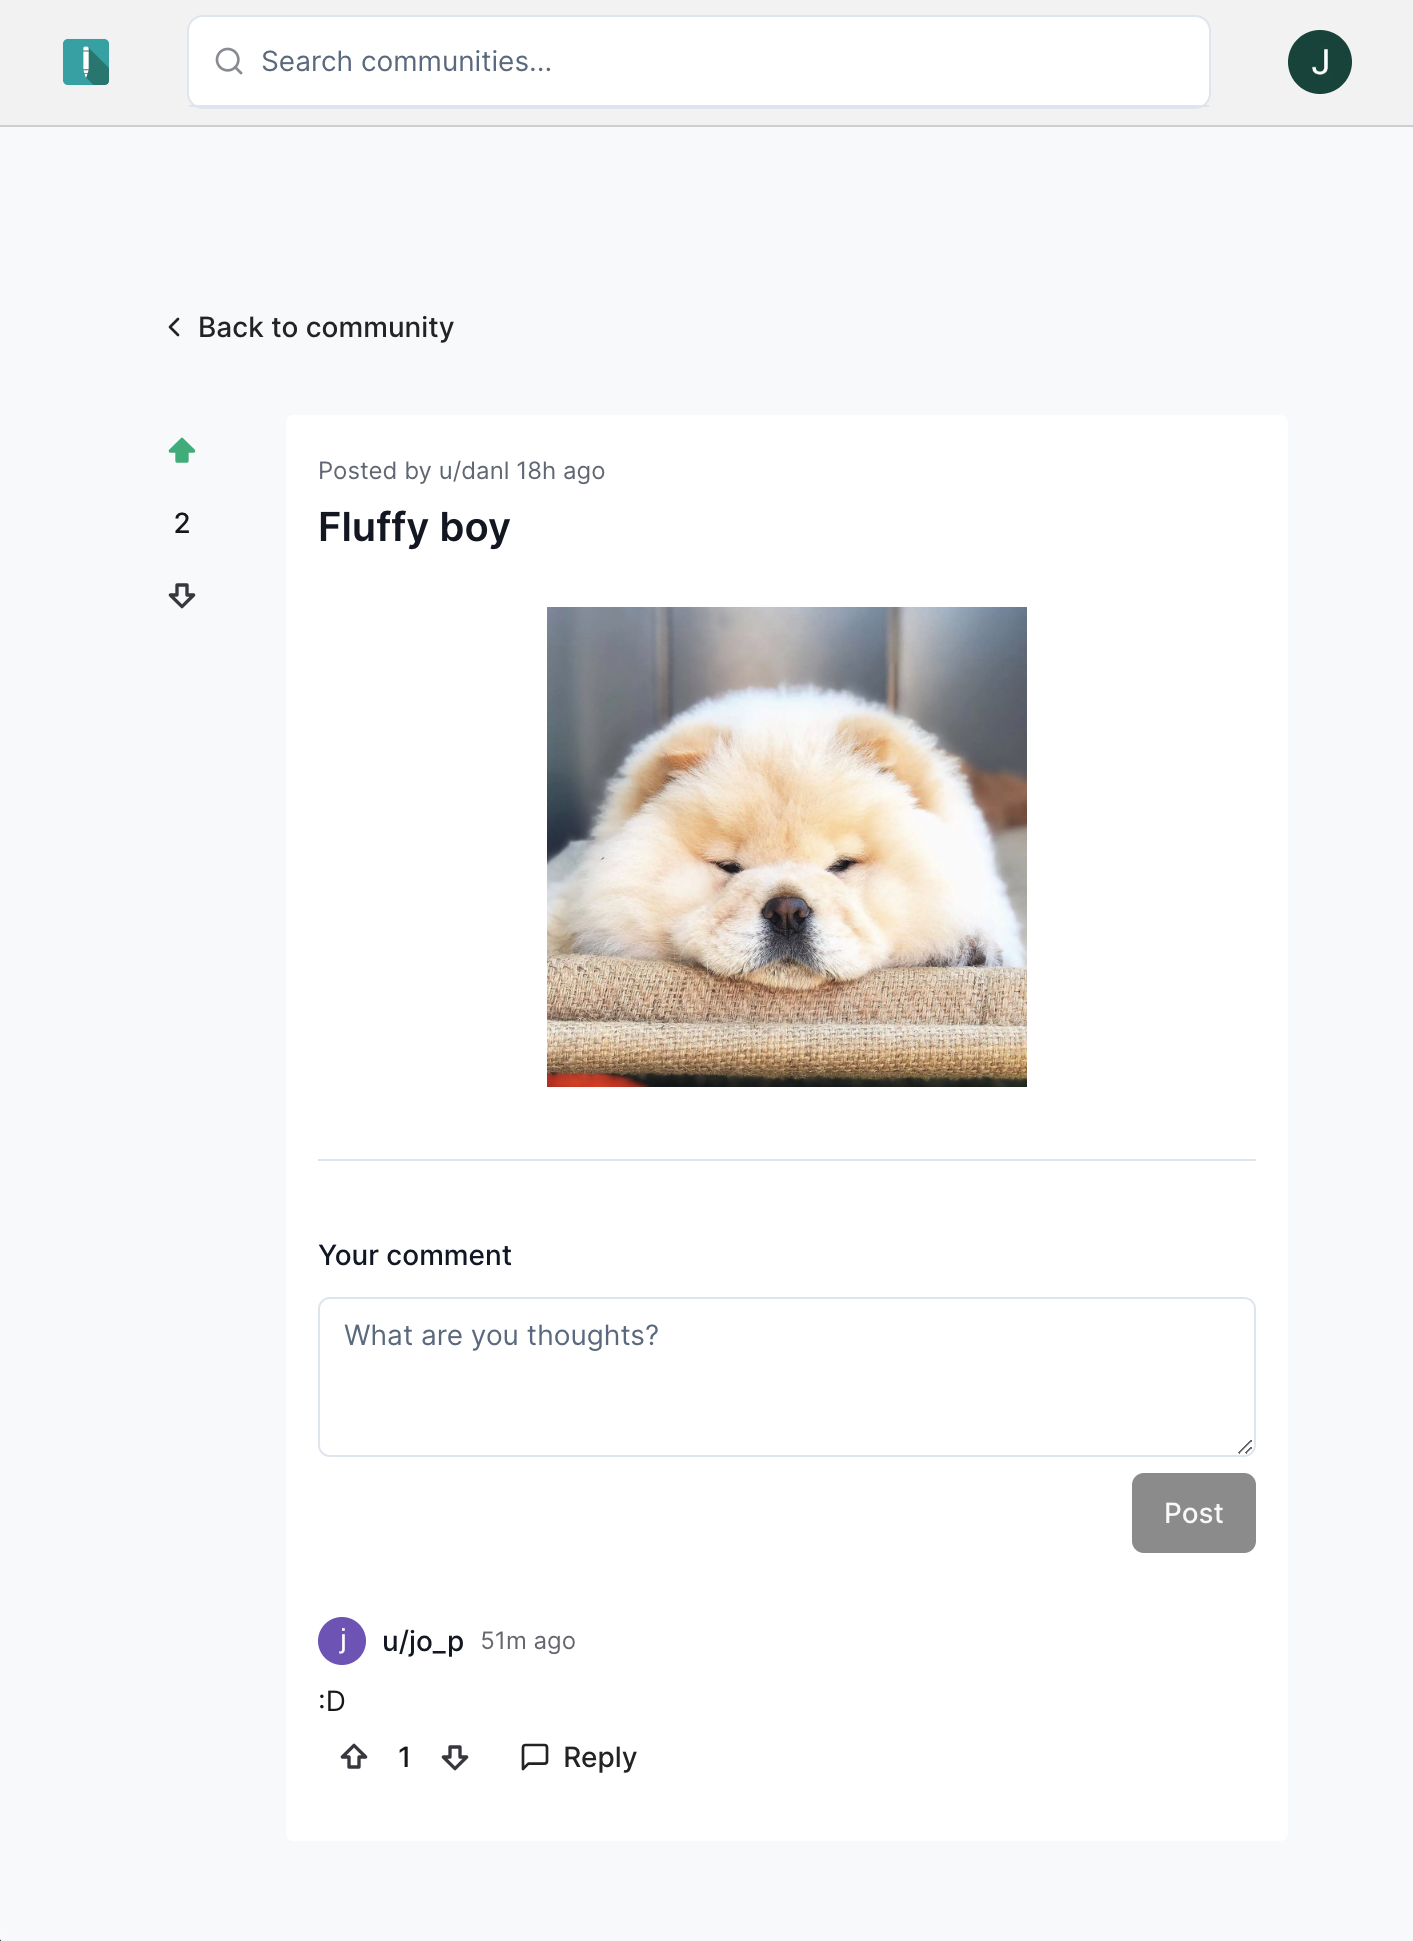 Search communities...
J
Back to community
Posted by u/danl 18h ago
Fluffy boy
2
Your comment
What are you thoughts?
Post
j u/jo_p 51m ago
:D
1 Reply